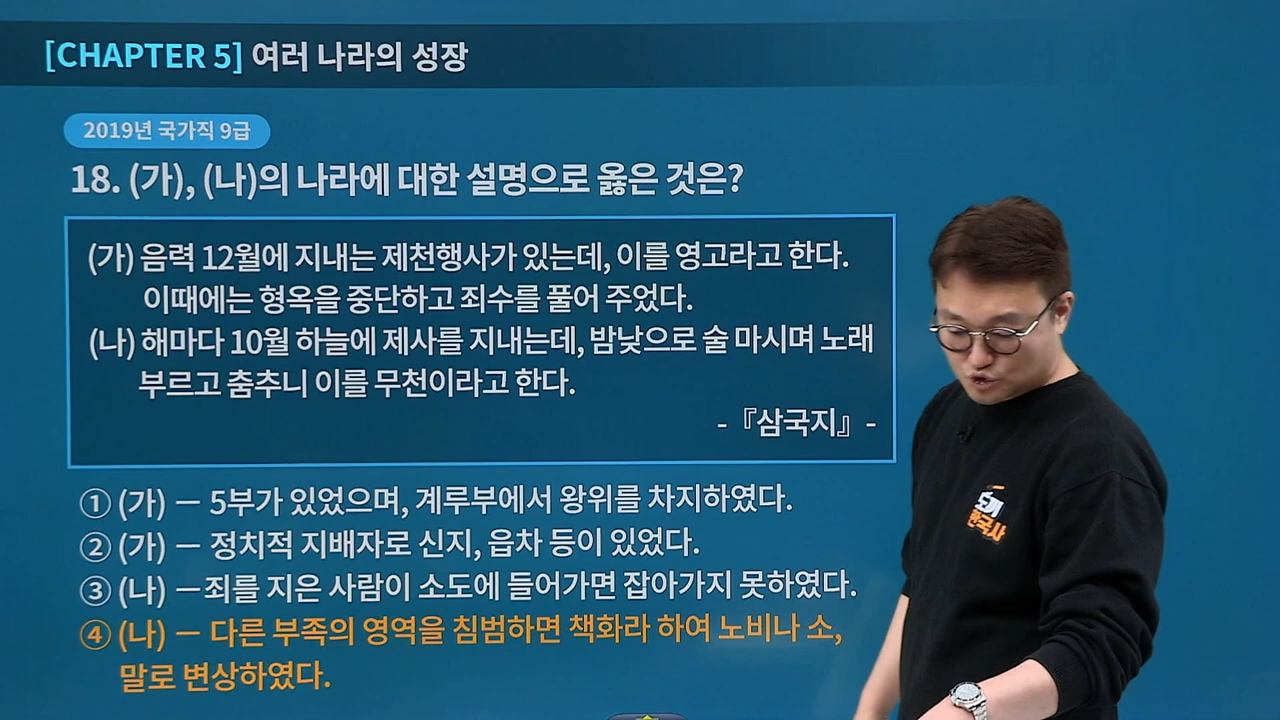 [CHAPTER 5] 여러 나라의 성장
2019년 국가직 9급
18. (가), (나)의 나라에 대한 설명으로 옳은 것은?
(가) 음력 12월에 지내는 제천행사가 있는데, 이를 영고라고 한다.
이때에는 형옥을 중단하고 죄수를 풀어 주었다.
(나) 해마다 10월 하늘에 제사를 지내는데, 밤낮으로 술 마시며 노래
부르고 춤추니 이를 무천이라고 한다.
-『삼국지』-
① (가) － 5부가 있었으며, 계루부에서 왕위를 차지하였다.
② (가) － 정치적 지배자로 신지, 읍차 등이 있었다.
③ (나) －죄를 지은 사람이 소도에 들어가면 잡아가지 못하였다.
④ (나) － 다른 부족의 영역을 침범하면 책화라 하여 노비나 소,
말로 변상하였다.
한국사